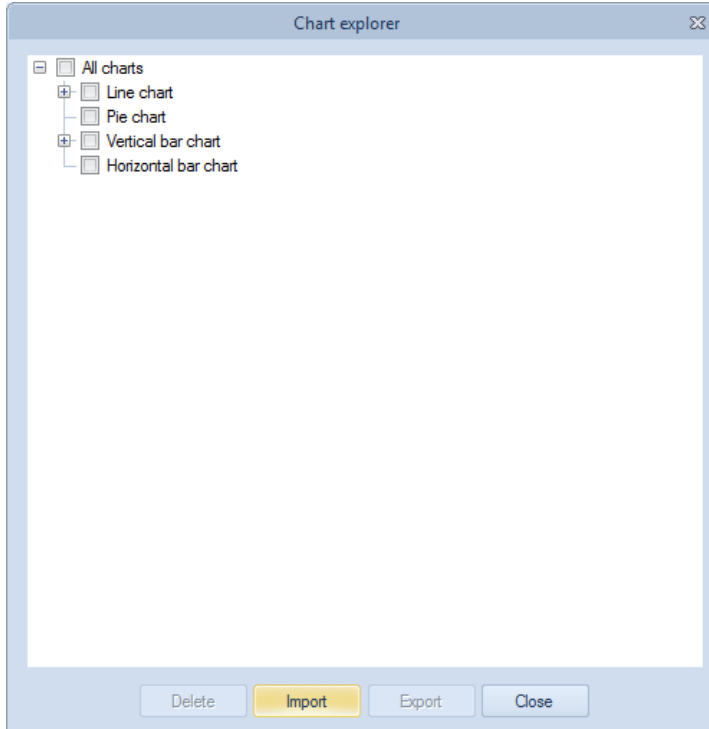 Chart explorer
All charts
Line chart
Pie chart
Vertical bar chart
Horizontal bar chart
Delete Import Export Close